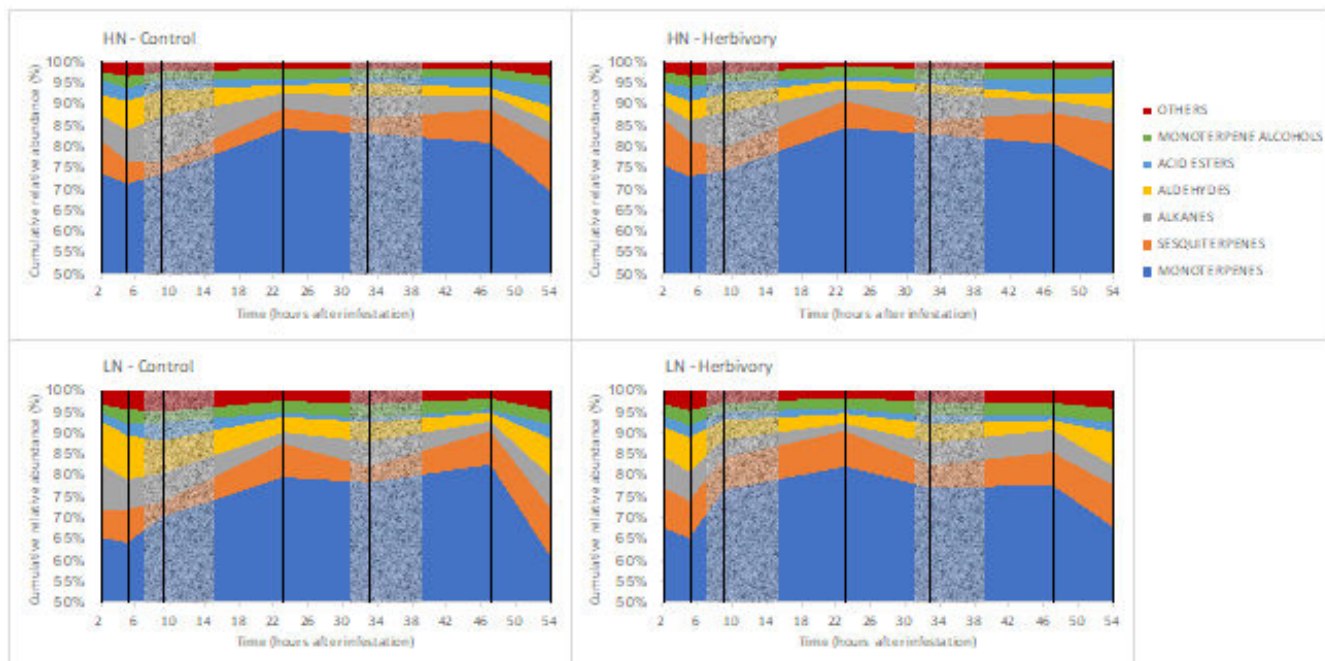 HN - Control
Cumulative relative abundance (%)
100%
95%
90%
85%
80%
75%
70%
65%
60%
55%
50%
2 6 10 14 18 22 26 30 34 38 42 46 50 54
Time (hours after infestation)
HN - Herbivory
Cumulative relative abundance (%)
100%
95%
90%
85%
80%
75%
70%
65%
60%
55%
50%
2 6 10 14 18 22 26 30 34 38 42 46 50 54
Time (hours after infestation)
OTHERS
MONOTERPENE ALCOHOLS
ACID ESTERS
ALDEHYDES
ALKANES
SESQUITERPENES
MONOTERPENES
LN - Control
Cumulative relative abundance (%)
100%
95%
90%
85%
80%
75%
70%
65%
60%
55%
50%
2 6 10 14 18 22 26 30 34 38 42 46 50 54
Time (hours after infestation)
LN - Herbivory
Cumulative relative abundance (%)
100%
95%
90%
85%
80%
75%
70%
65%
60%
55%
50%
2 6 10 14 18 22 26 30 34 38 42 46 50 54
Time (hours after infestation)